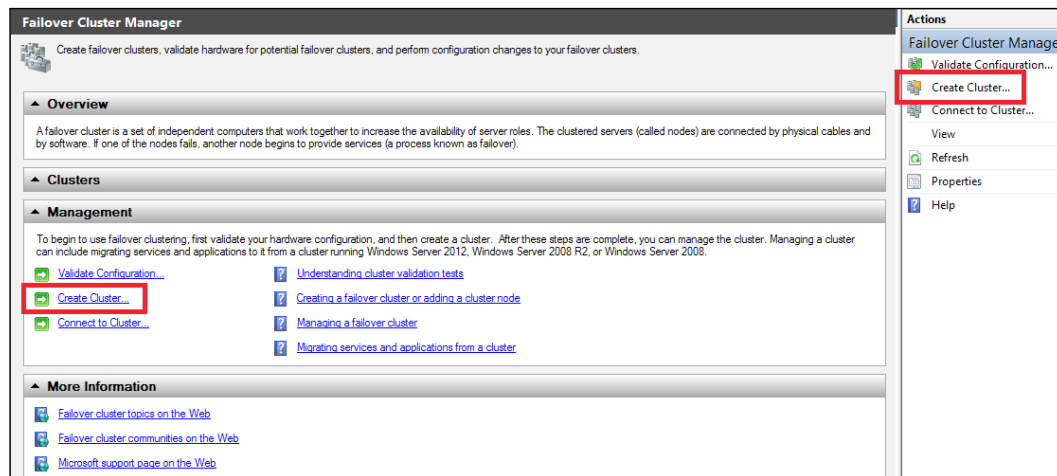 Failover Cluster Manager
Create failover clusters, validate hardware for potential failover clusters, and perform configuration changes to your failover clusters.
Overview
A failover cluster is a set of independent computers that work together to increase the availability of server roles. The clustered servers (called nodes) are connected by physical cables and
by software. If one of the nodes fails, another node begins to provide services (a process known as failover).
Clusters
Management
To begin to use failover clustering, first validate your hardware configuration, and then create a cluster. After these steps are complete, you can manage the cluster. Managing a cluster
can include migrating services and applications to it from a cluster running Windows Server 2012, Windows Server 2008 R2, or Windows Server 2008.
Validate Configuration...
Understanding cluster validation tests
Create Cluster...
Creating a failover cluster or adding a cluster node
Connect to Cluster...
Managing a failover cluster
Migrating services and applications from a cluster
More Information
Failover cluster topics on the Web
Failover cluster communities on the Web
Microsoft support page on the Web
Actions
Failover Cluster Manage
Validate Configuration...
Create Cluster...
Connect to Cluster...
View
Refresh
Properties
Help